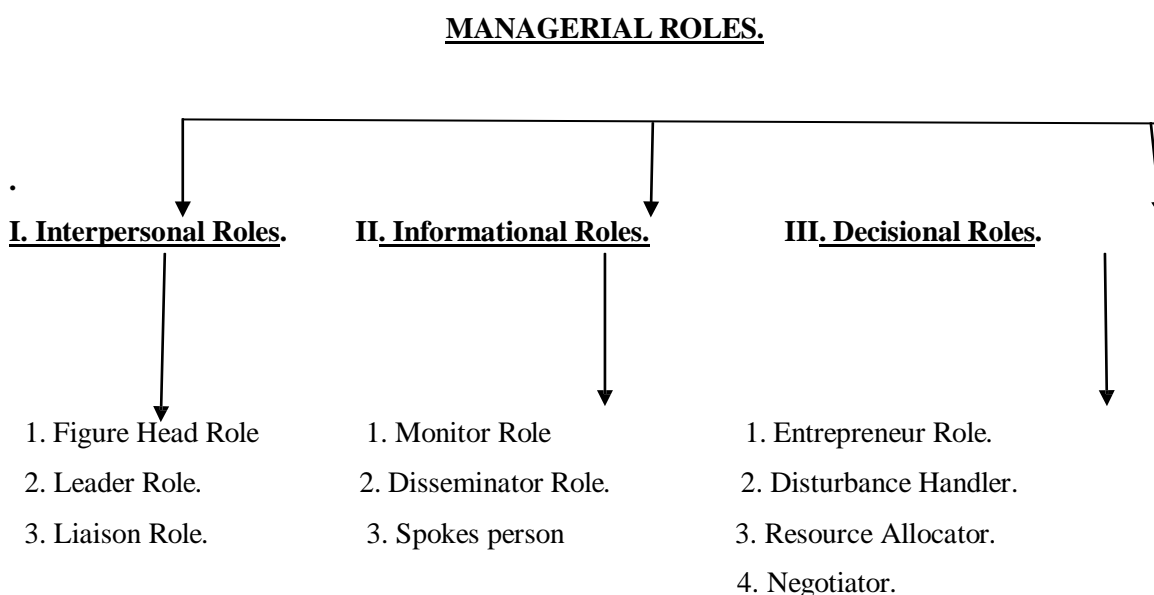 MANAGERIAL ROLES.
.
I. Interpersonal Roles. II. Informational Roles. III. Decisional Roles.
1. Figure Head Role 1. Monitor Role 1. Entrepreneur Role.
2. Leader Role. 2. Disseminator Role. 2. Disturbance Handler.
3. Liaison Role. 3. Spokes person 3. Resource Allocator.
4. Negotiator.